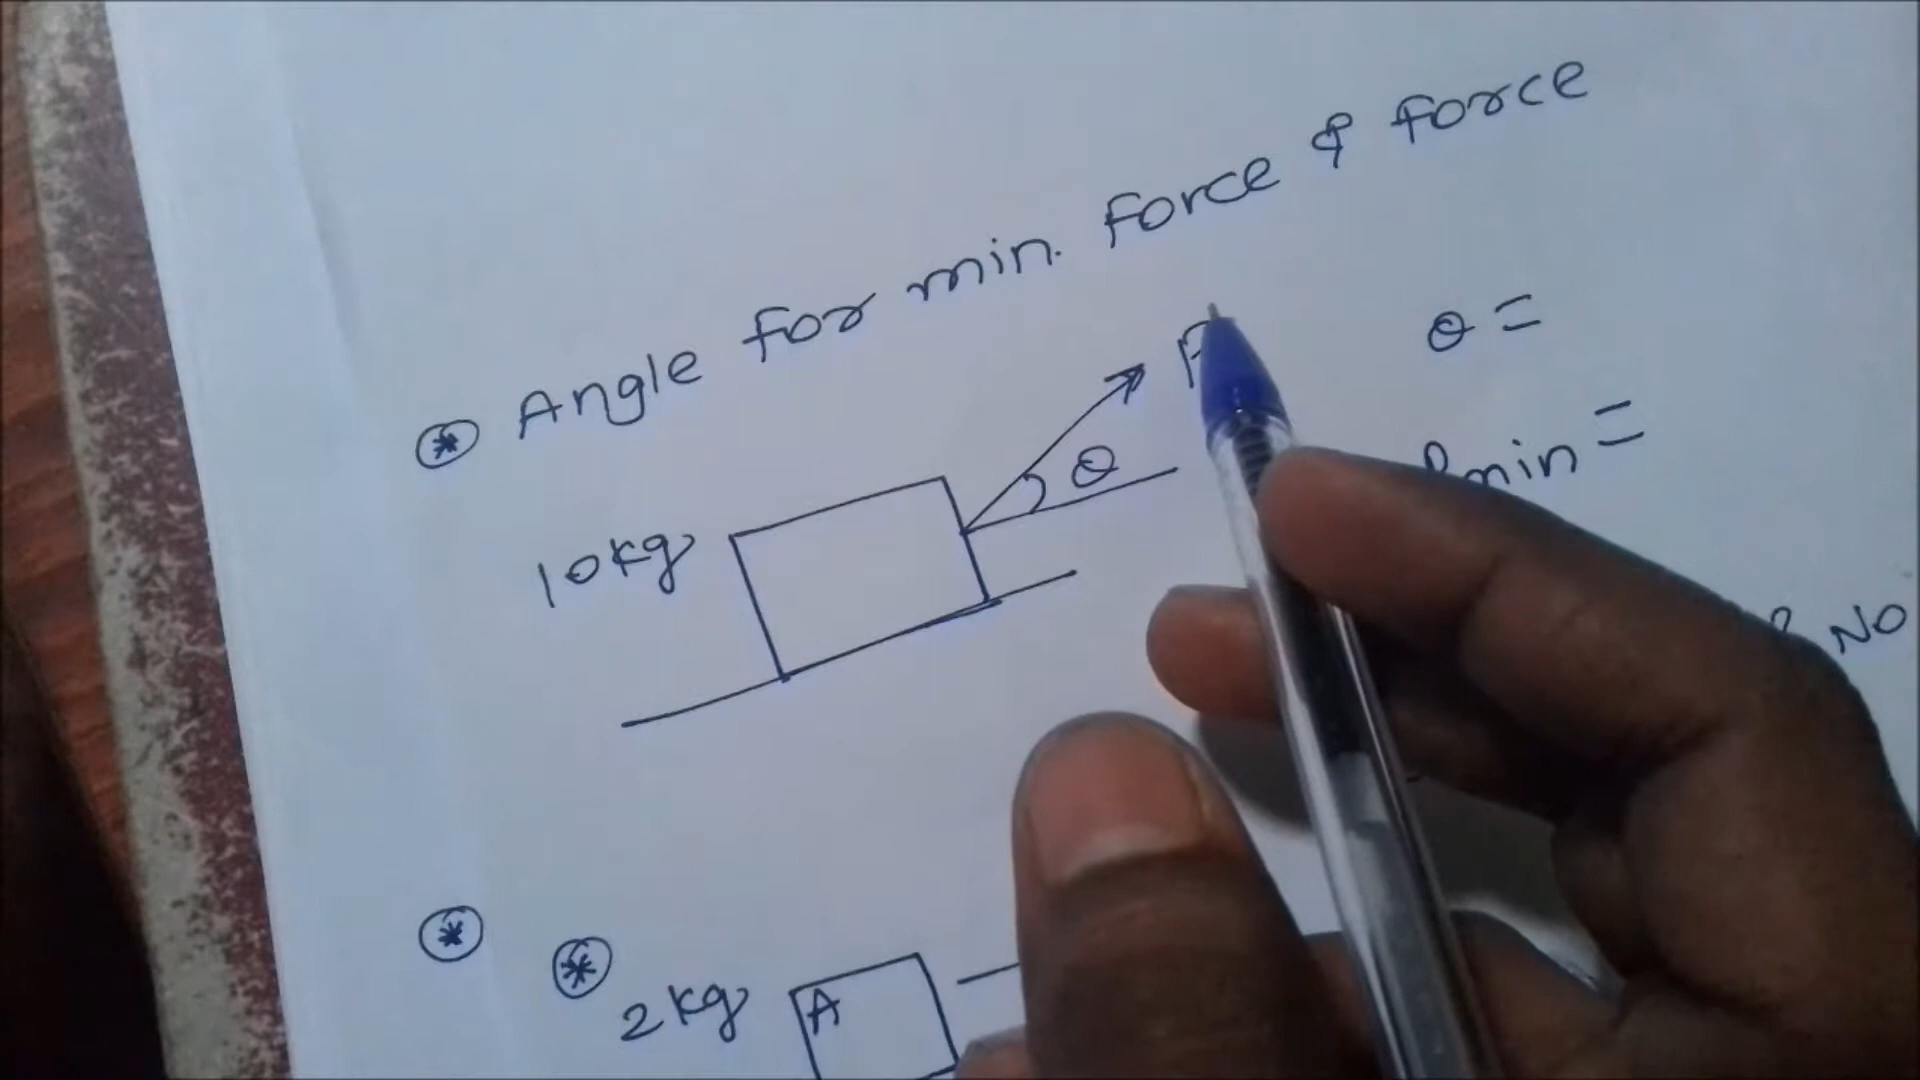 ⊛ Angle for min. force & force
θ =
θ
10kg
min =
NO
⊛
⊛ 2kg A